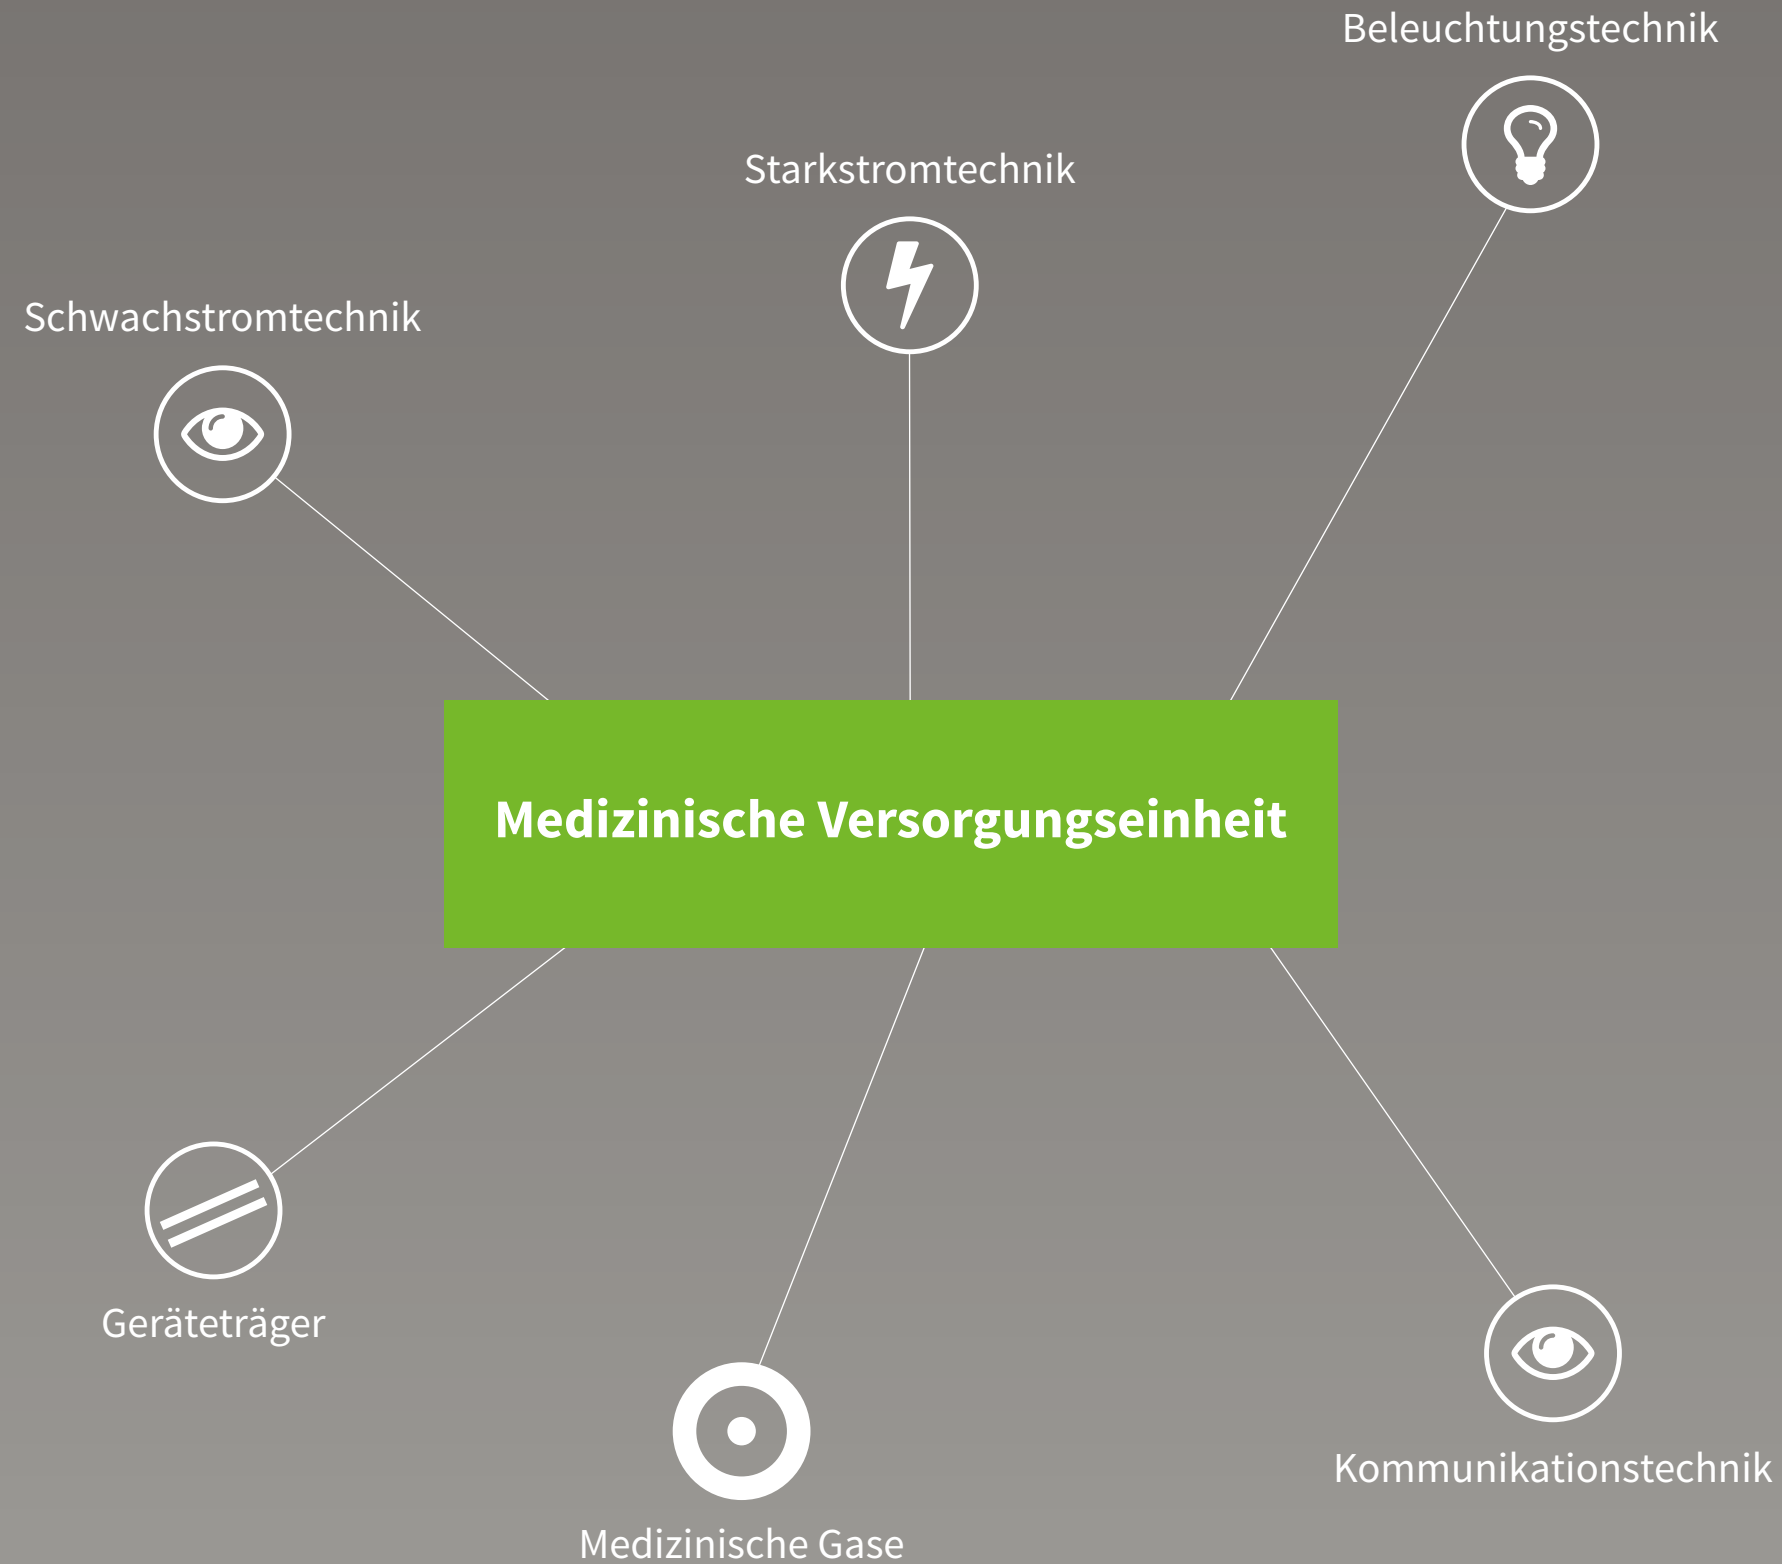 Beleuchtungstechnik
Starkstromtechnik
Schwachstromtechnik
Medizinische Versorgungseinheit
Geräteträger
Kommunikationstechnik
Medizinische Gase